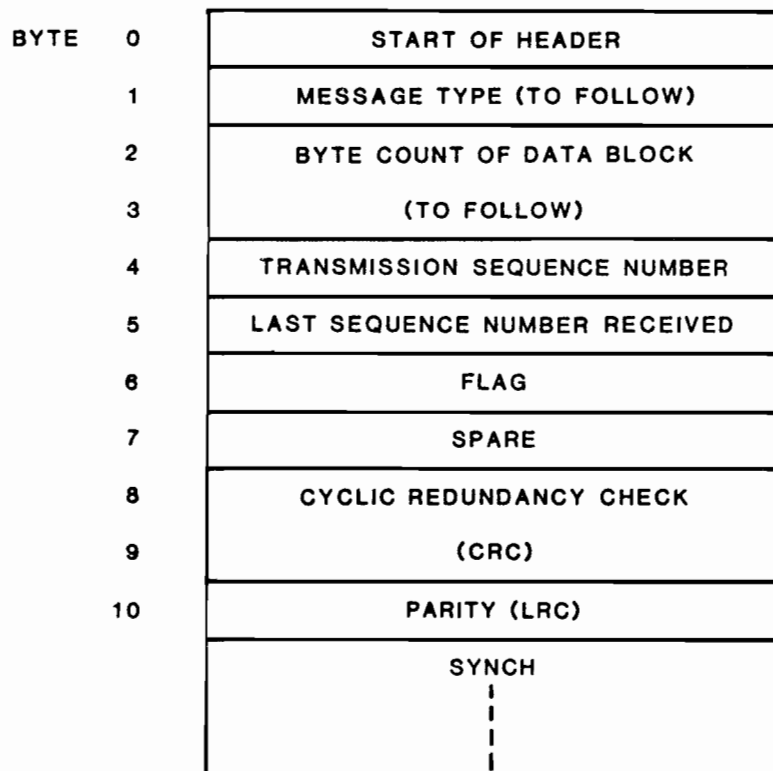 BYTE 0 START OF HEADER
1 MESSAGE TYPE (TO FOLLOW)
2 BYTE COUNT OF DATA BLOCK
3 (TO FOLLOW)
4 TRANSMISSION SEQUENCE NUMBER
5 LAST SEQUENCE NUMBER RECEIVED
6 FLAG
7 SPARE
8 CYCLIC REDUNDANCY CHECK
9 (CRC)
10 PARITY (LRC)
SYNCH